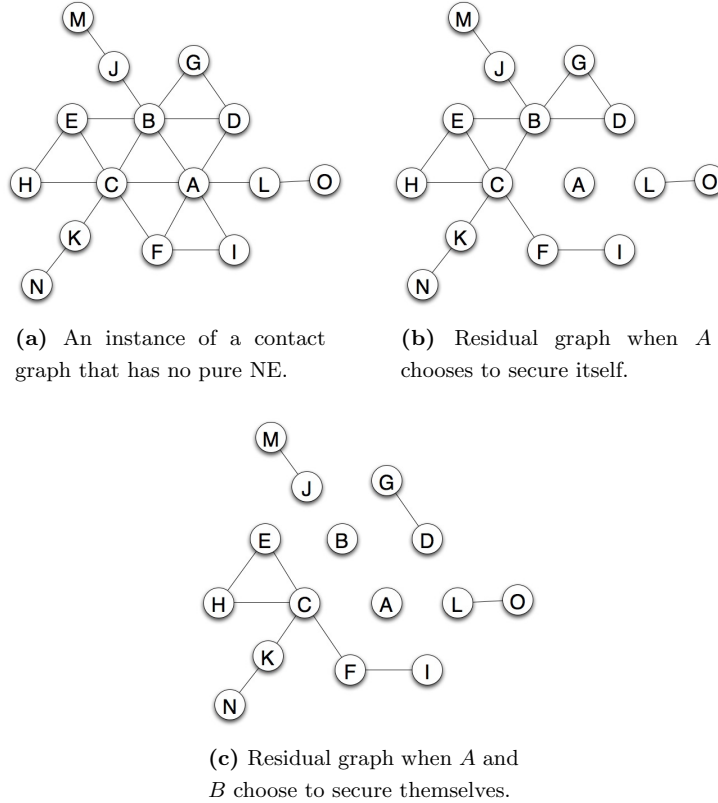 M
J
G
E
B
D
H
C
A
L
O
K
F
I
N
(a) An instance of a contact
graph that has no pure NE.
M
J
G
E
B
D
H
C
A
L
O
K
F
I
N
(b) Residual graph when A
chooses to secure itself.
M
J
G
E
B
D
H
C
A
L
O
K
F
I
N
(c) Residual graph when A and
B choose to secure themselves.